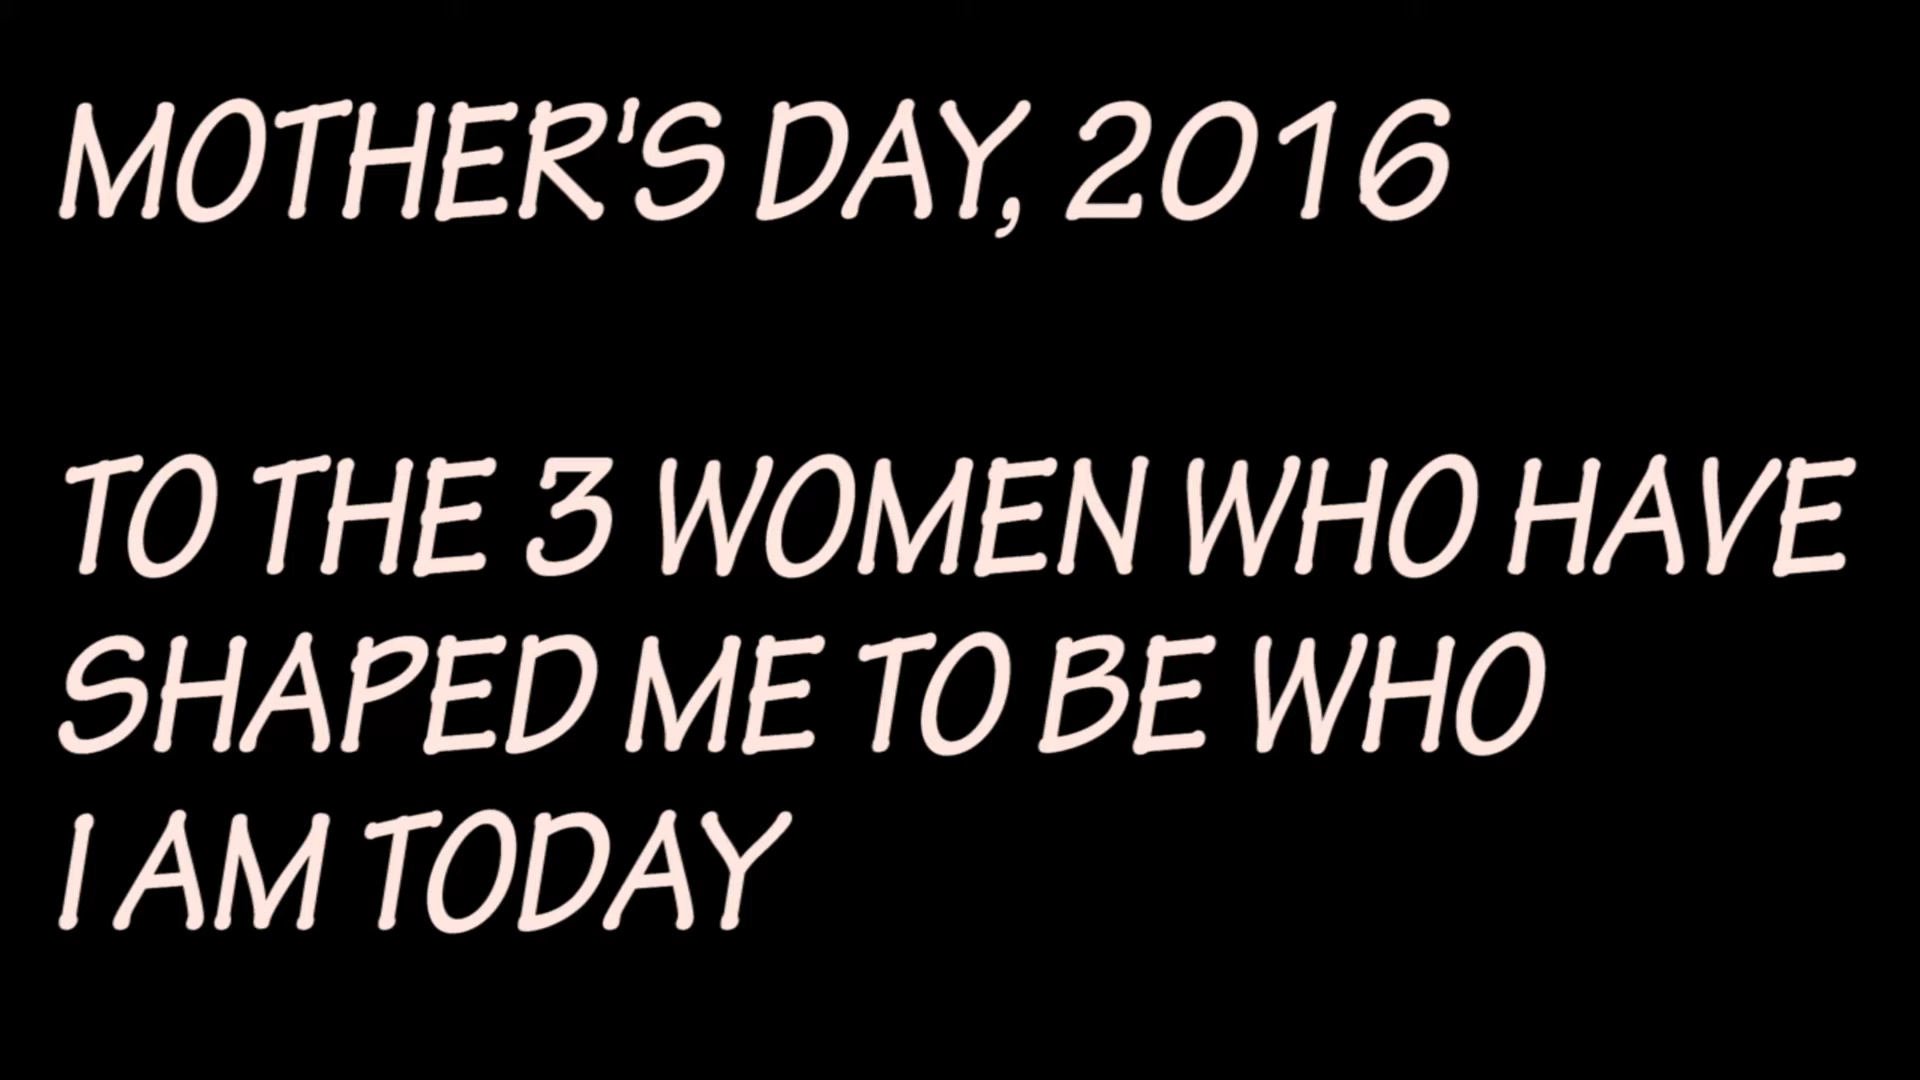 MOTHER'S DAY, 2016
TO THE 3 WOMEN WHO HAVE
SHAPED ME TO BE WHO
I AM TODAY